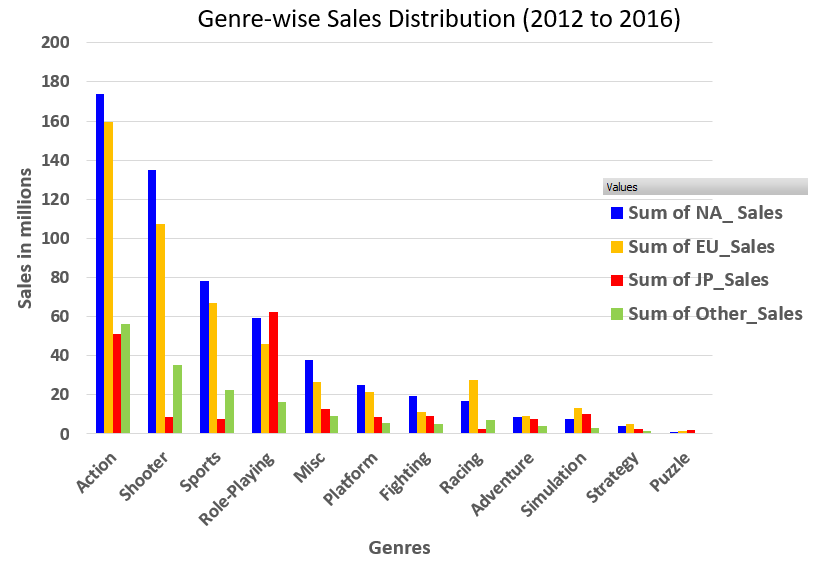 Genre-wise Sales Distribution (2012 to 2016)
200
180
160
140
120
100
80
60
40
20
0
Sales in millions
Values
Sum of NA_ Sales
Sum of EU_Sales
Sum of JP_Sales
Sum of Other_Sales
Action
Shooter
Sports
Role-Playing
Misc
Platform
Fighting
Racing
Adventure
Simulation
Strategy
Puzzle
Genres